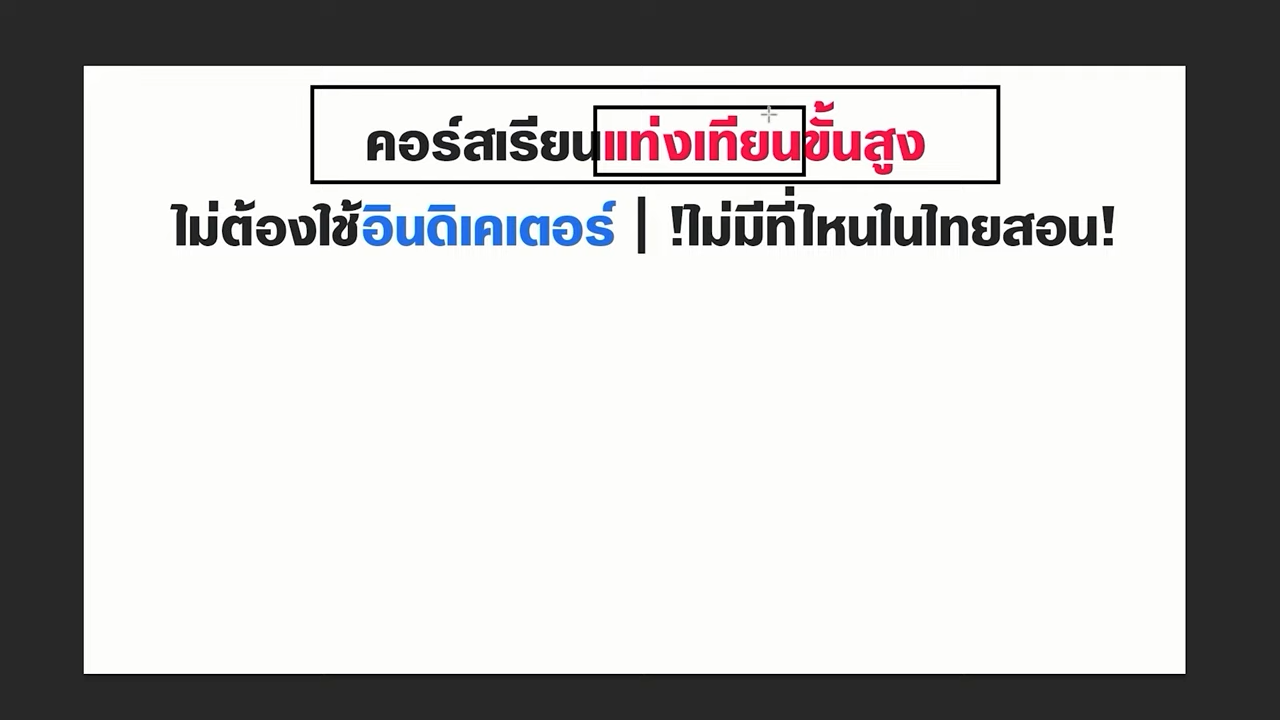 คอร์สเรียนแท่งเทียนขั้นสูง
ไม่ต้องใช้อินดิเคเตอร์ | !ไม่มีที่ไหนในไทยสอน!